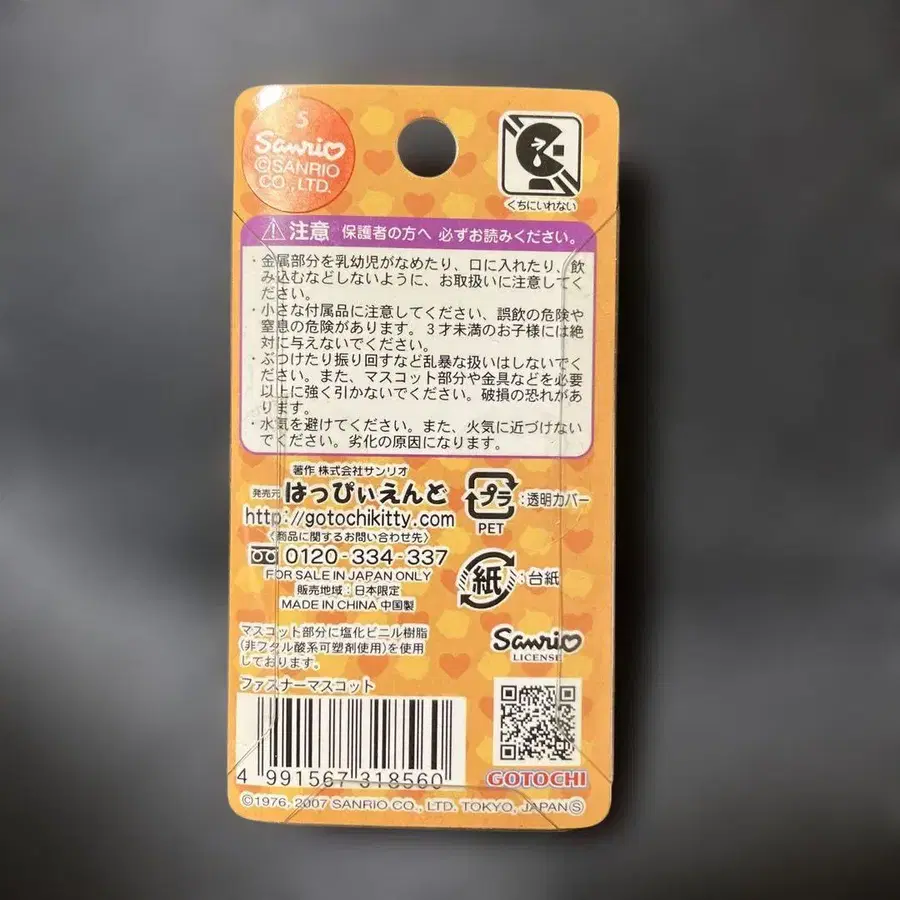 5
Sanrio
©SANRIO
CO.,LTD.
くちにいれない
⚠注意 保護者の方へ 必ずお読みください。
・金属部分を乳幼児がなめたり、口に入れたり、飲
み込むなどしないように、お取扱いに注意してく
ださい。
・小さな付属品に注意してください、誤飲の危険や
窒息の危険があります。3才未満のお子様には絶
対に与えないでください。
・ぶつけたり振り回すなど乱暴な扱いはしないでく
ださい。また、マスコット部分や金具などを必要
以上に強く引かないでください。破損の恐れがあ
ります。
・水気を避けてください。また、火気に近づけない
でください。劣化の原因になります。
著作 株式会社サンリオ
発売元 はっぴぃえんど
http://gotochikitty.com
〈商品に関するお問い合わせ先〉
0120-334-337
FOR SALE IN JAPAN ONLY
販売地域：日本限定
MADE IN CHINA 中国製
プラ：透明カバー
PET
紙：台紙
マスコット部分に塩化ビニル樹脂
(非フタル酸系可塑剤使用)を使用
しております。
Sanrio
LICENSE
ファスナーマスコット
4 991567 318560
GOTOCHI
©1976, 2007 SANRIO CO., LTD. TOKYO, JAPAN Ⓢ